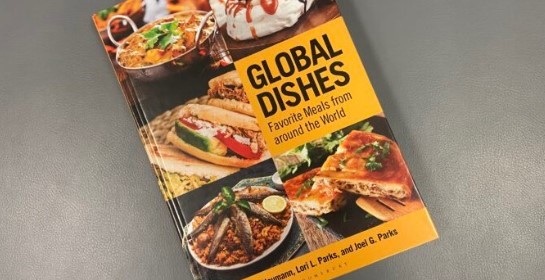 GLOBAL
DISHES
Favorite Meals from
around the World
Lori L. Parks, and Joel G. Parks